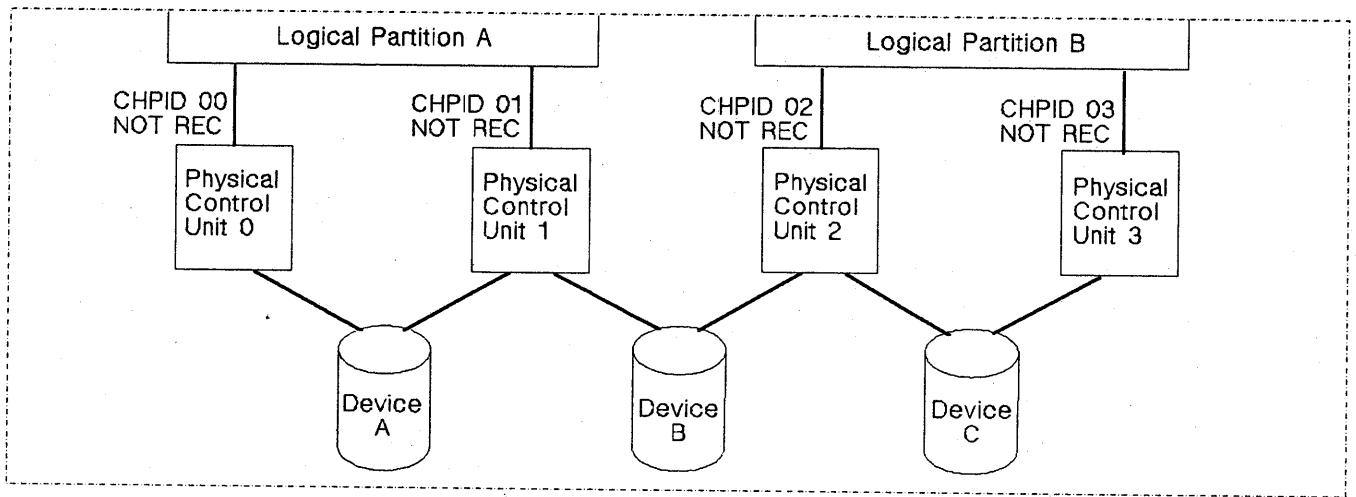 Logical Partition A
Logical Partition B
CHPID 00
NOT REC
CHPID 01
NOT REC
CHPID 02
NOT REC
CHPID 03
NOT REC
Physical
Control
Unit 0
Physical
Control
Unit 1
Physical
Control
Unit 2
Physical
Control
Unit 3
Device
A
Device
B
Device
C